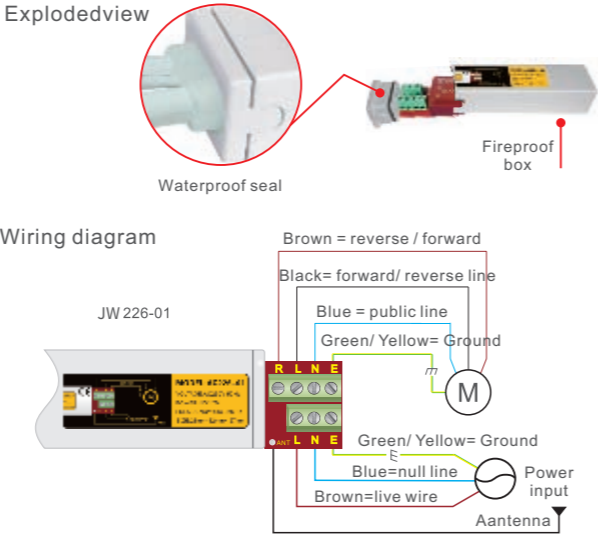 Explodedview
Waterproof seal
Fireproof
box
Wiring diagram
Brown = reverse / forward
Black= forward/ reverse line
JW 226-01
Blue = public line
Green/ Yellow= Ground
R L N E
M
ANT L N E
Green/ Yellow= Ground
Blue=null line
Brown=live wire
Power
input
Aantenna